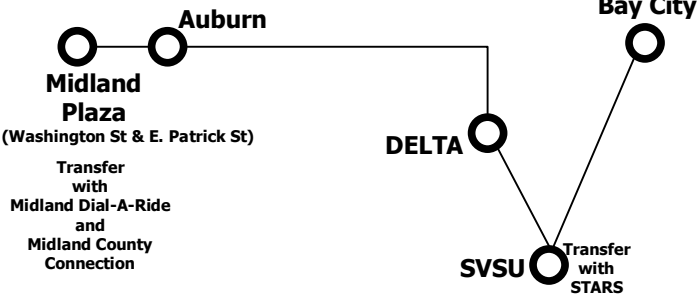 Bay City
Auburn
Midland
Plaza
(Washington St & E. Patrick St)
DELTA
Transfer
with
Midland Dial-A-Ride
and
Midland County
Connection
SVSU
Transfer
with
STARS